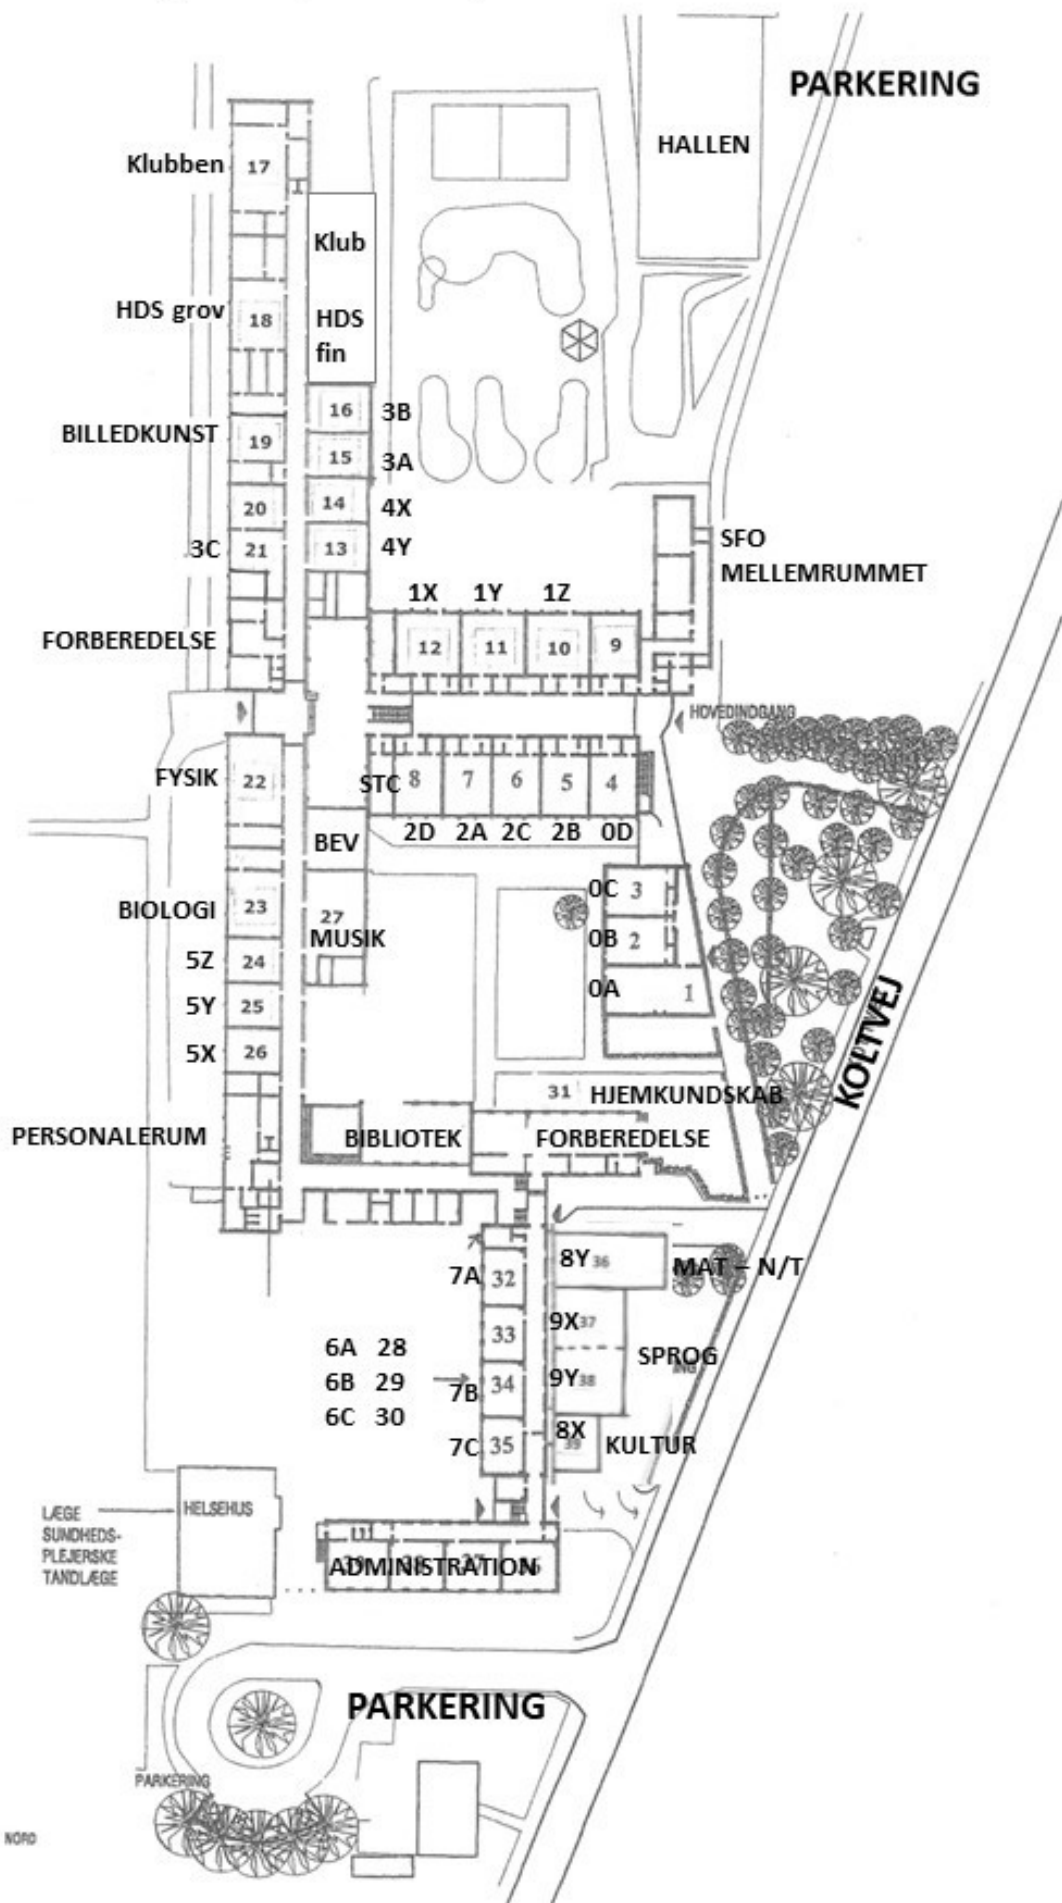 PARKERING
HALLEN
Klubben 17
Klub
HDS grov 18
HDS
fin
16 3B
BILLEDKUNST 19
15 3A
20 14 4X
3C 21 13 4Y
SFO
MELLEMRUMMET
1X 1Y 1Z
FORBEREDELSE
12 11 10 9
HOVEDINDGANG
FYSIK 22
STC 8 7 6 5 4
2D 2A 2C 2B 0D
BEV
0C 3
BIOLOGI 23
27
MUSIK
0B 2
5Z 24
0A 1
5Y 25
5X 26
KOLTVEJ
31 HJEMKUNDSKAB
PERSONALERUM
BIBLIOTEK
FORBEREDELSE
8Y 36 MAT – N/T
7A 32
9X 37
33
6A 28
SPROG
6B 29
7B 34
9Y 38
6C 30
8X
39
7C 35
KULTUR
LÆGE
SUNDHEDS-
PLEJERSKE
TANDLÆGE
HELSEHUS
ADMINISTRATION
PARKERING
PARKERING
NORD